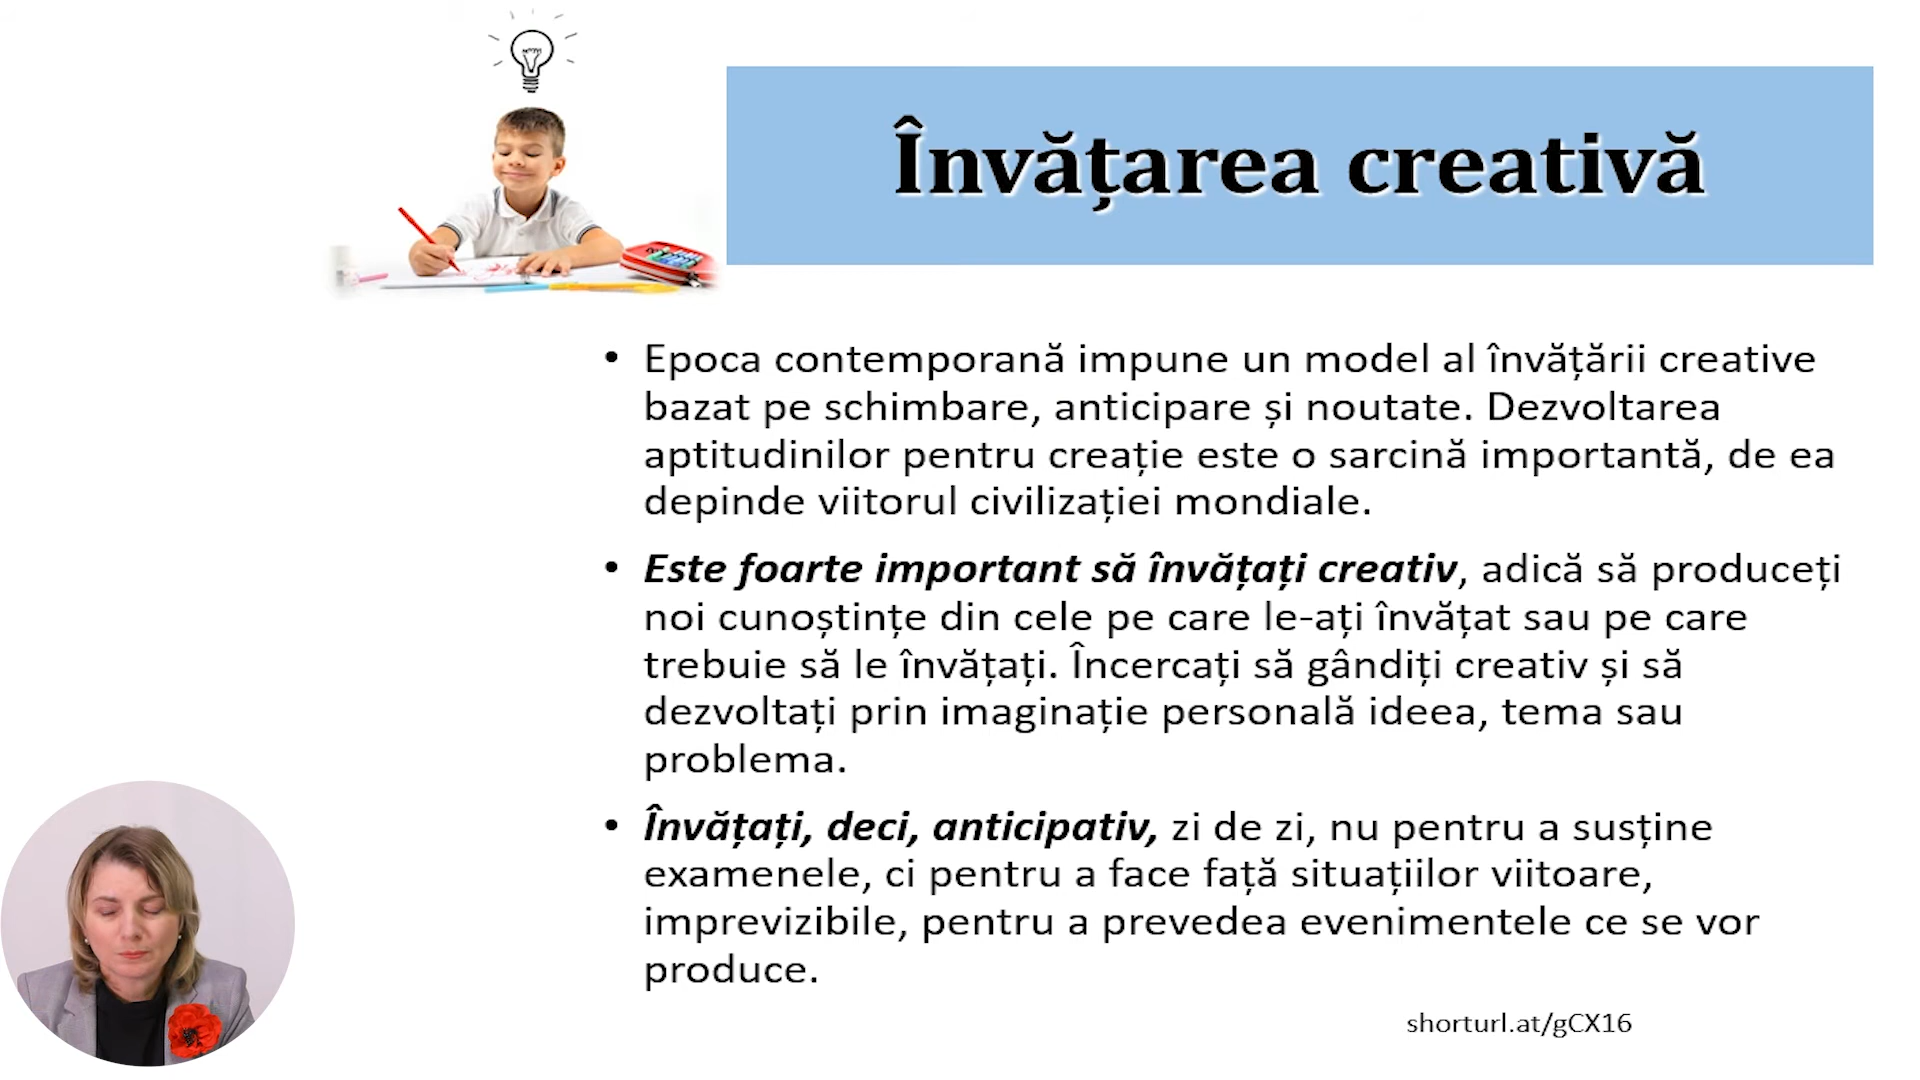 Învățarea creativă
• Epoca contemporană impune un model al învățării creative
bazat pe schimbare, anticipare și noutate. Dezvoltarea
aptitudinilor pentru creație este o sarcină importantă, de ea
depinde viitorul civilizației mondiale.
• Este foarte important să învățați creativ, adică să produceți
noi cunoștințe din cele pe care le-ați învățat sau pe care
trebuie să le învățați. Încercați să gândiți creativ și să
dezvoltați prin imaginație personală ideea, tema sau
problema.
• Învățați, deci, anticipativ, zi de zi, nu pentru a susține
examenele, ci pentru a face față situațiilor viitoare,
imprevizibile, pentru a prevedea evenimentele ce se vor
produce.
shorturl.at/gCX16